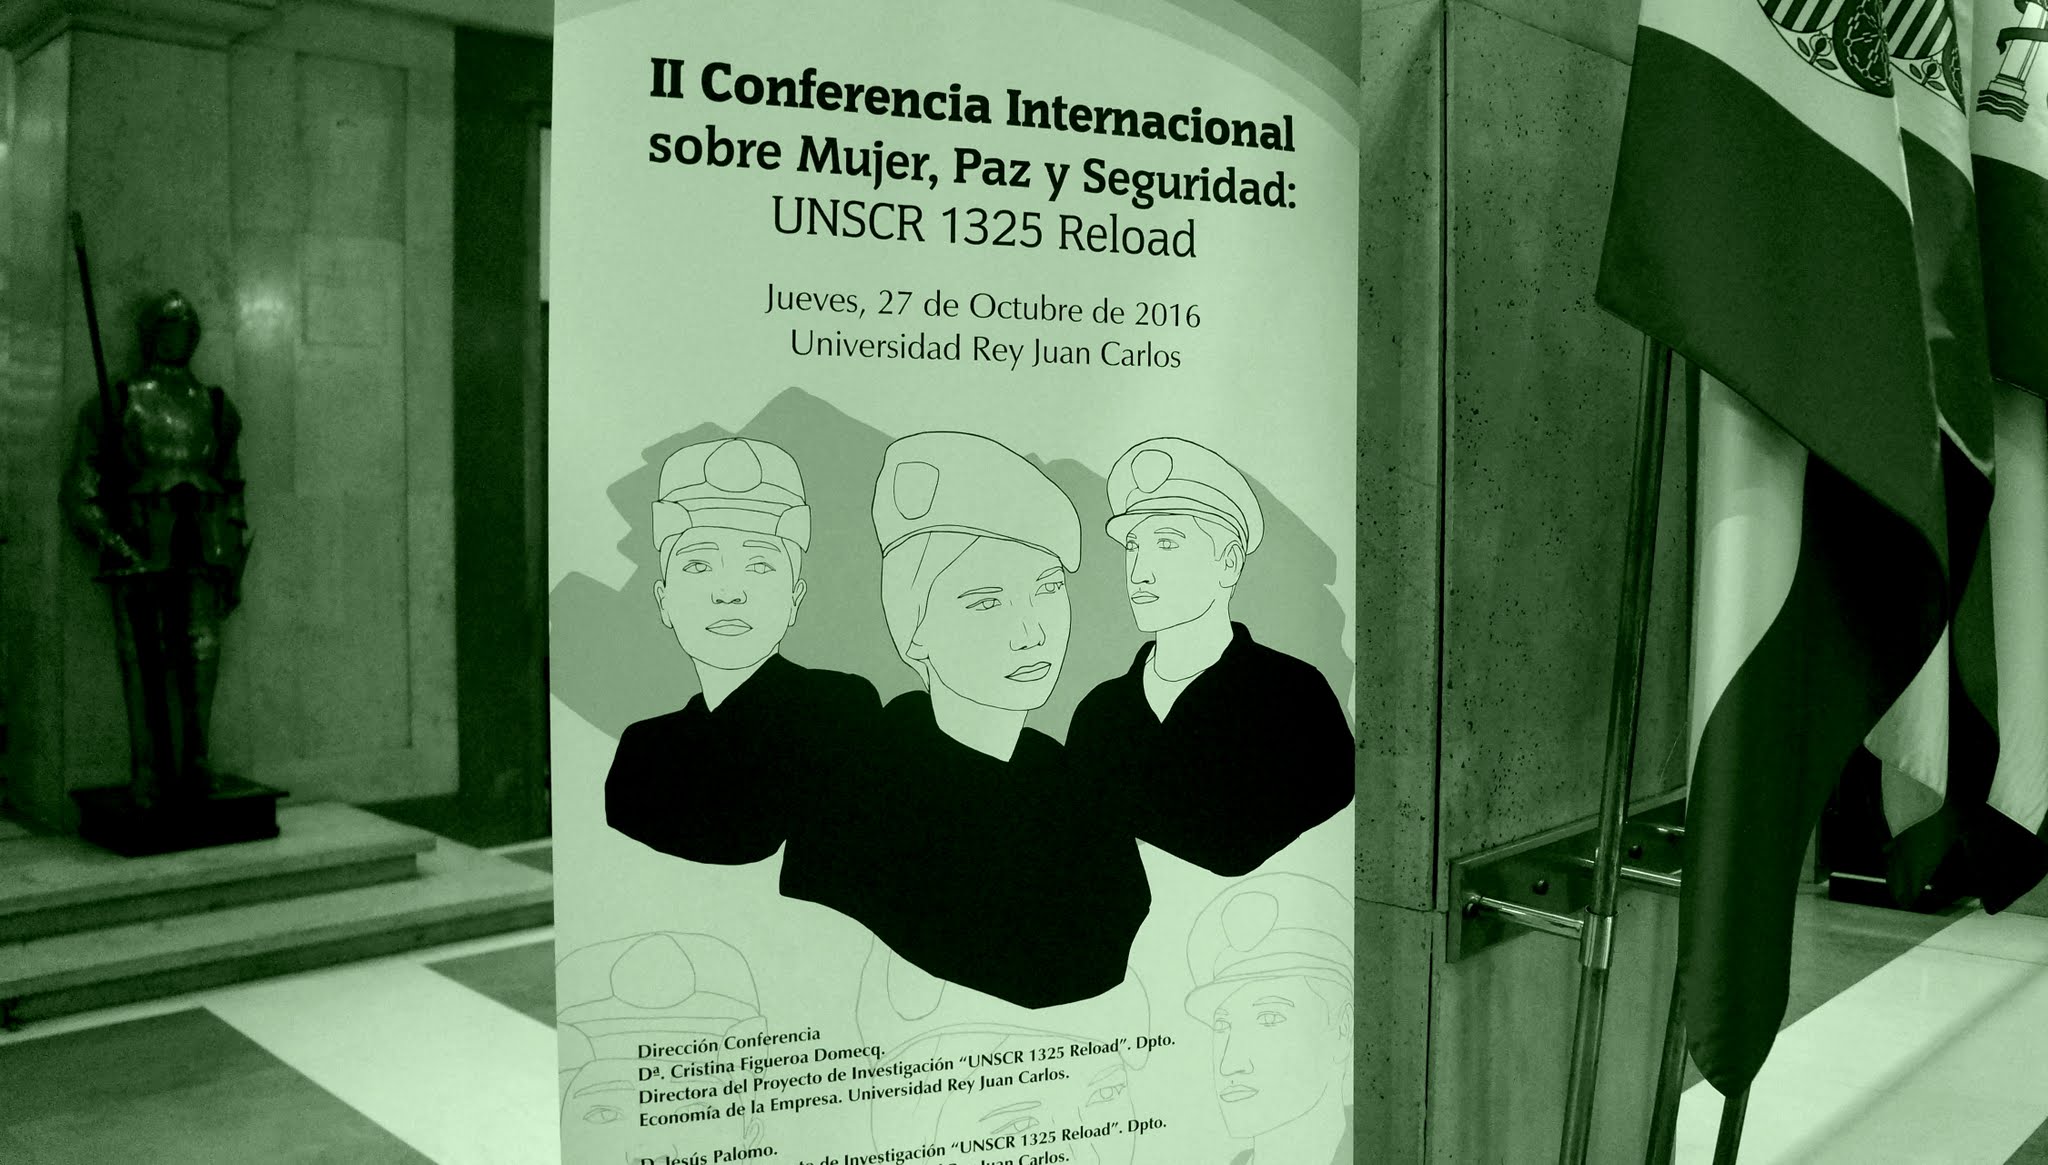 II Conferencia Internacional
sobre Mujer, Paz y Seguridad:
UNSCR 1325 Reload
Jueves, 27 de Octubre de 2016
Universidad Rey Juan Carlos
Dirección Conferencia
Dª. Cristina Figueroa Domecq.
Directora del Proyecto de Investigación “UNSCR 1325 Reload”. Dpto.
Economía de la Empresa. Universidad Rey Juan Carlos.
D. Jesús Palomo.
de Investigación “UNSCR 1325 Reload”. Dpto.
Juan Carlos.